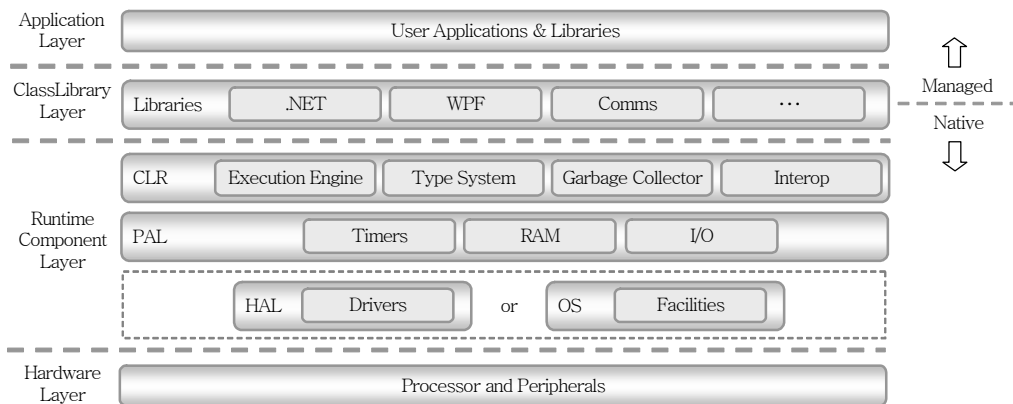 Application
Layer
User Applications & Libraries
ClassLibrary
Layer
Libraries
.NET
WPF
Comms
...
Managed
Native
Runtime
Component
Layer
CLR
Execution Engine
Type System
Garbage Collector
Interop
PAL
Timers
RAM
I/O
HAL
Drivers
or
OS
Facilities
Hardware
Layer
Processor and Peripherals